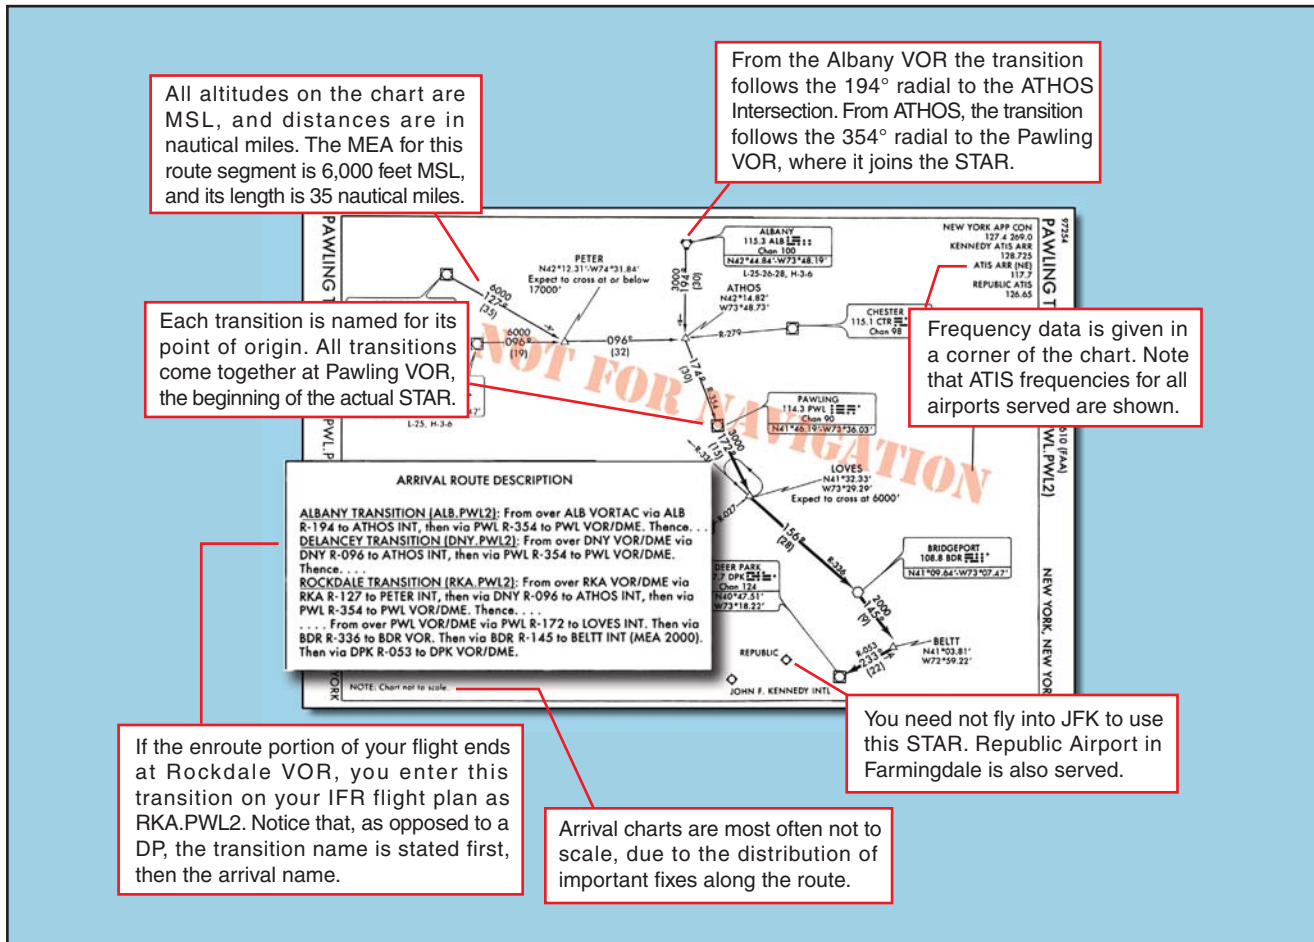 All altitudes on the chart are
MSL, and distances are in
nautical miles. The MEA for this
route segment is 6,000 feet MSL,
and its length is 35 nautical miles.
From the Albany VOR the transition
follows the 194° radial to the ATHOS
Intersection. From ATHOS, the transition
follows the 354° radial to the Pawling
VOR, where it joins the STAR.
Each transition is named for its
point of origin. All transitions
come together at Pawling VOR,
the beginning of the actual STAR.
Frequency data is given in
a corner of the chart. Note
that ATIS frequencies for all
airports served are shown.
97254
PAWLING T
PAWLING T
NEW YORK APP CON
127.4 269.0
KENNEDY ATIS ARR
128.725
ATIS ARR (NE)
117.7
REPUBLIC ATIS
126.65
ALBANY
115.3 ALB
Chan 100
N42°44.84'-W73°48.19'
L-25-26-28, H-3-6
PETER
N42°12.31'-W74°31.84'
Expect to cross at or below
17000'
3000
194°
(30)
ATHOS
N42°14.82'
W73°48.73'
6000
127°
(35)
6000
096°
(19)
096°
(32)
R-279
CHESTER
115.1 CTR
Chan 98
NOT FOR NAVIGATION
174°
(30)
R-354
L-25, H-3-6
PAWLING
114.3 PWL
Chan 90
N41°46.19'-W73°36.03'
3000
172°
(15)
R-33
R-027
LOVES
N41°32.33'
W73°29.29'
Expect to cross at 6000'
156°
(28)
R-336
610 (FAA)
WL.PWL2)
(PWL.P
BRIDGEPORT
108.8 BDR
N41°09.64'-W73°07.47'
DEER PARK
7.7 DPK
Chan 124
N40°47.51'
W73°18.22'
2000
145°
(9)
BELTT
N41°03.81'
W72°59.22'
R-053
233°
(22)
REPUBLIC
JOHN F. KENNEDY INTL
NEW YORK, NEW YOR
YORK
ARRIVAL ROUTE DESCRIPTION
ALBANY TRANSITION (ALB.PWL2): From over ALB VORTAC via ALB
R-194 to ATHOS INT, then via PWL R-354 to PWL VOR/DME. Thence. . .
DELANCEY TRANSITION (DNY.PWL2): From over DNY VOR/DME via
DNY R-096 to ATHOS INT, then via PWL R-354 to PWL VOR/DME.
Thence. . . .
ROCKDALE TRANSITION (RKA.PWL2): From over RKA VOR/DME via
RKA R-127 to PETER INT, then via DNY R-096 to ATHOS INT, then via
PWL R-354 to PWL VOR/DME. Thence. . . .
. . . . From over PWL VOR/DME via PWL R-172 to LOVES INT. Then via
BDR R-336 to BDR VOR. Then via BDR R-145 to BELTT INT (MEA 2000).
Then via DPK R-053 to DPK VOR/DME.
NOTE: Chart not to scale.
If the enroute portion of your flight ends
at Rockdale VOR, you enter this
transition on your IFR flight plan as
RKA.PWL2. Notice that, as opposed to a
DP, the transition name is stated first,
then the arrival name.
Arrival charts are most often not to
scale, due to the distribution of
important fixes along the route.
You need not fly into JFK to use
this STAR. Republic Airport in
Farmingdale is also served.